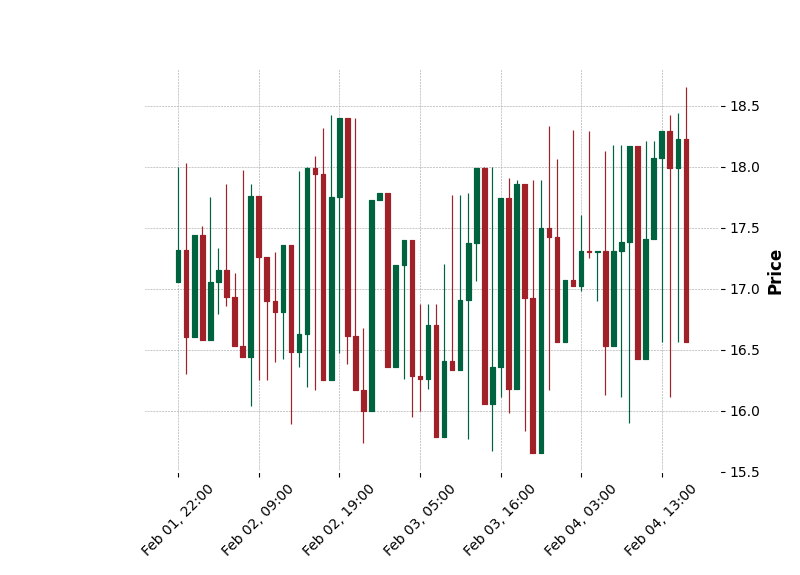 18.5
18.0
17.5
17.0
16.5
16.0
15.5
Price
Feb 01, 22:00
Feb 02, 09:00
Feb 02, 19:00
Feb 03, 05:00
Feb 03, 16:00
Feb 04, 03:00
Feb 04, 13:00